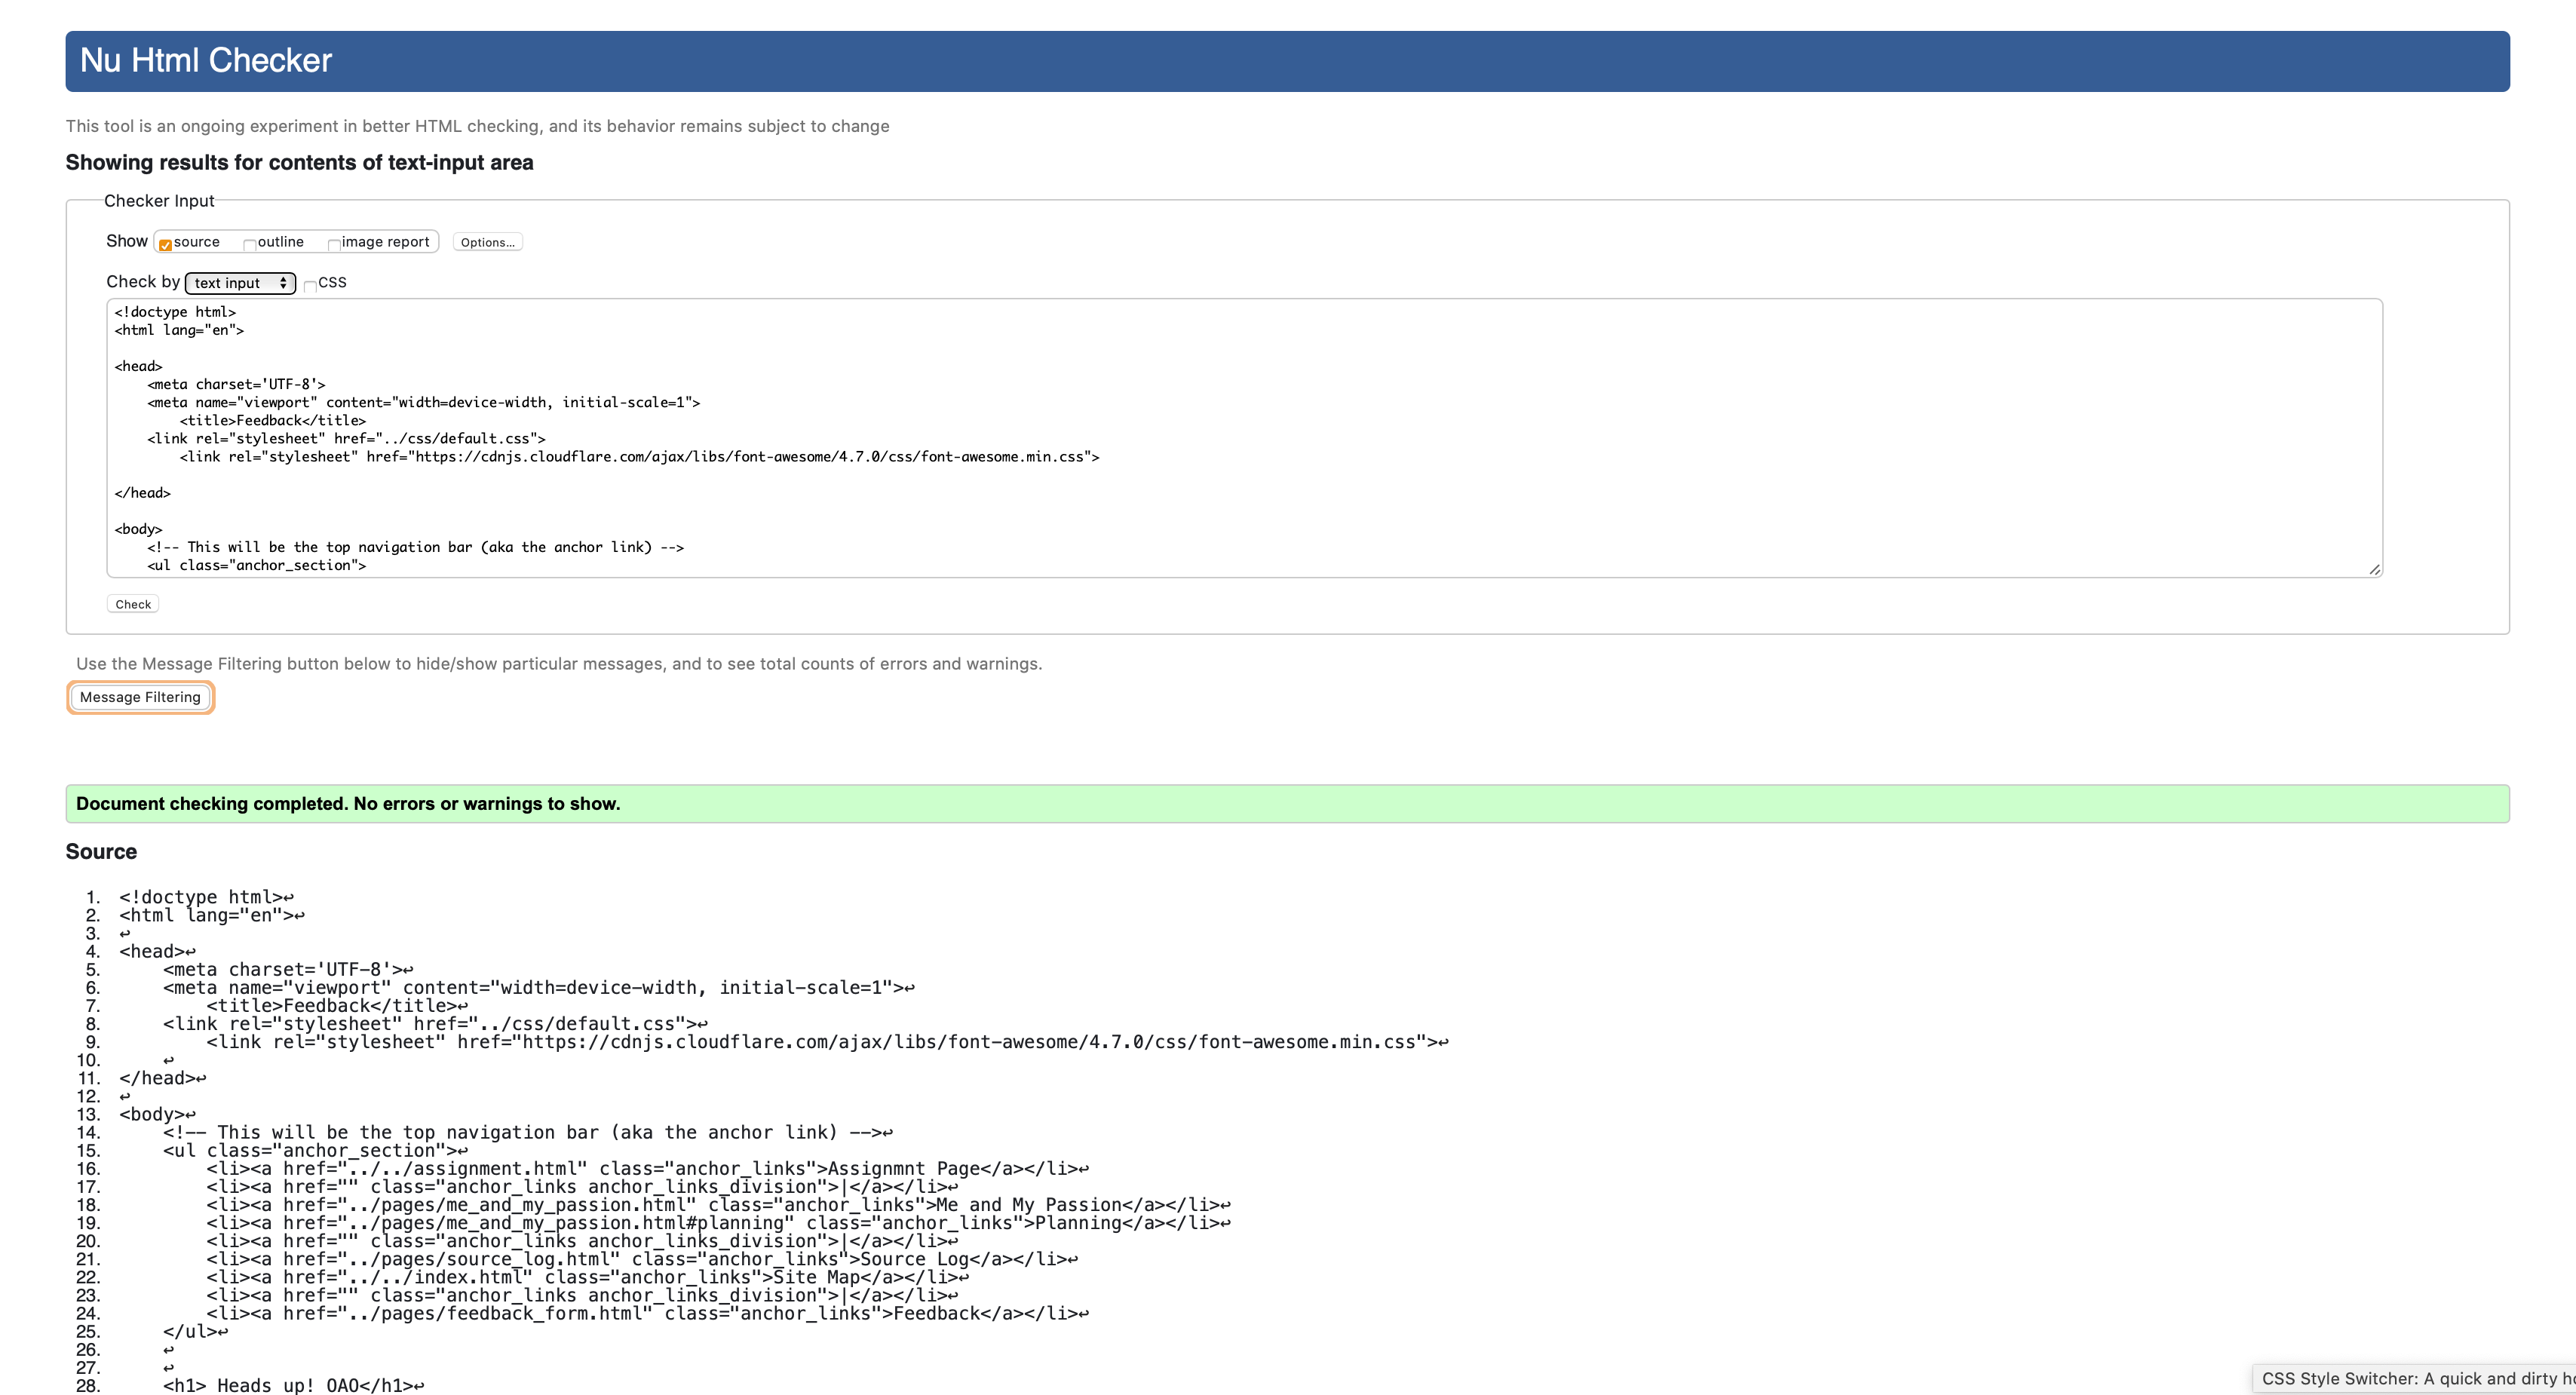 Nu Html Checker
This tool is an ongoing experiment in better HTML checking, and its behavior remains subject to change
Showing results for contents of text-input area
Checker Input
Show source outline image report Options...
Check by text input CSS
<!doctype html>
<html lang="en">
<head>
<meta charset='UTF-8'>
<meta name="viewport" content="width=device-width, initial-scale=1">
<title>Feedback</title>
<link rel="stylesheet" href="../css/default.css">
<link rel="stylesheet" href="https://cdnjs.cloudflare.com/ajax/libs/font-awesome/4.7.0/css/font-awesome.min.css">
</head>
<body>
<!-- This will be the top navigation bar (aka the anchor link) -->
<ul class="anchor_section">
Check
Use the Message Filtering button below to hide/show particular messages, and to see total counts of errors and warnings.
Message Filtering
Document checking completed. No errors or warnings to show.
Source
1. <!doctype html>↩
2. <html lang="en">↩
3. ↩
4. <head>↩
5. <meta charset='UTF-8'>↩
6. <meta name="viewport" content="width=device-width, initial-scale=1">↩
7. <title>Feedback</title>↩
8. <link rel="stylesheet" href="../css/default.css">↩
9. <link rel="stylesheet" href="https://cdnjs.cloudflare.com/ajax/libs/font-awesome/4.7.0/css/font-awesome.min.css">↩
10. ↩
11. </head>↩
12. ↩
13. <body>↩
14. <!-- This will be the top navigation bar (aka the anchor link) -->↩
15. <ul class="anchor_section">↩
16. <li><a href="../../assignment.html" class="anchor_links">Assignmnt Page</a></li>↩
17. <li><a href="" class="anchor_links anchor_links_division">|</a></li>↩
18. <li><a href="../pages/me_and_my_passion.html" class="anchor_links">Me and My Passion</a></li>↩
19. <li><a href="../pages/me_and_my_passion.html#planning" class="anchor_links">Planning</a></li>↩
20. <li><a href="" class="anchor_links anchor_links_division">|</a></li>↩
21. <li><a href="../pages/source_log.html" class="anchor_links">Source Log</a></li>↩
22. <li><a href="../../index.html" class="anchor_links">Site Map</a></li>↩
23. <li><a href="" class="anchor_links anchor_links_division">|</a></li>↩
24. <li><a href="../pages/feedback_form.html" class="anchor_links">Feedback</a></li>↩
25. </ul>↩
26. ↩
27. ↩
28. <h1> Heads up! OAO</h1>↩
CSS Style Switcher: A quick and dirty